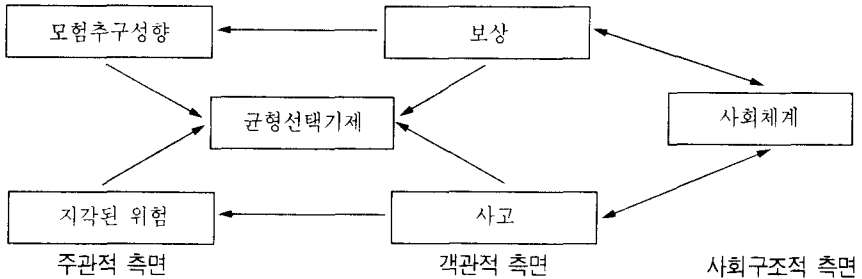 모험추구성향
보상
균형선택기제
사회체계
지각된 위험
사고
주관적 측면
객관적 측면
사회구조적 측면